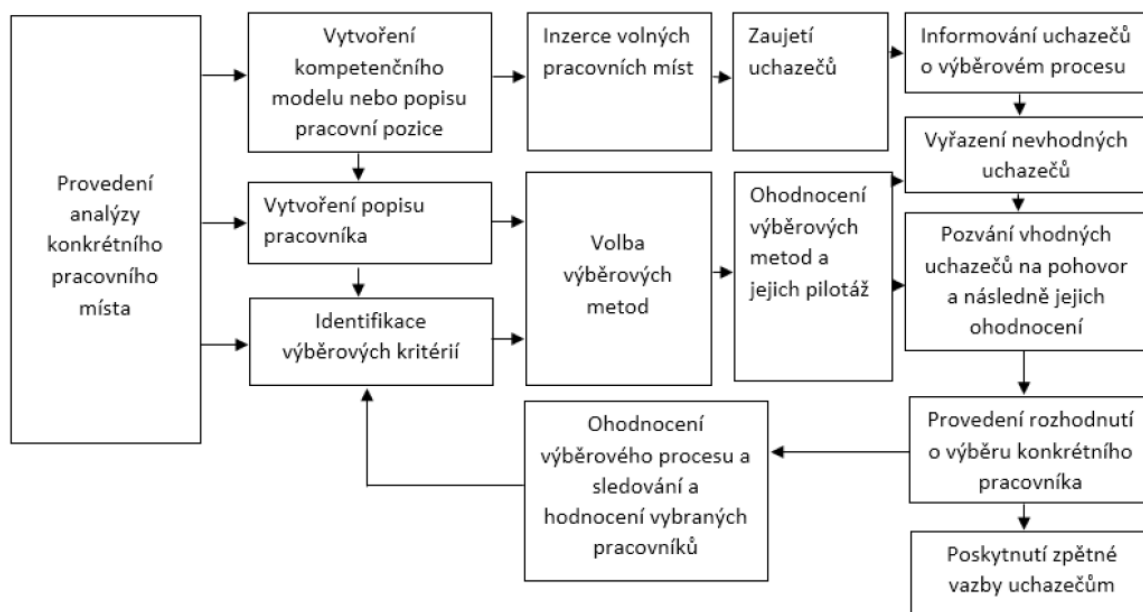 Provedení
analýzy
konkrétního
pracovního
místa
Vytvoření
kompetenčního
modelu nebo popisu
pracovní pozice
Inzerce volných
pracovních míst
Zaujetí
uchazečů
Informování uchazečů
o výběrovém procesu
Vyřazení nevhodných
uchazečů
Vytvoření popisu
pracovníka
Volba
výběrových
metod
Ohodnocení
výběrových
metod a
jejich pilotáž
Pozvání vhodných
uchazečů na pohovor
a následně jejich
ohodnocení
Identifikace
výběrových kritérií
Ohodnocení
výběrového procesu a
sledování a
hodnocení vybraných
pracovníků
Provedení rozhodnutí
o výběru konkrétního
pracovníka
Poskytnutí zpětné
vazby uchazečům